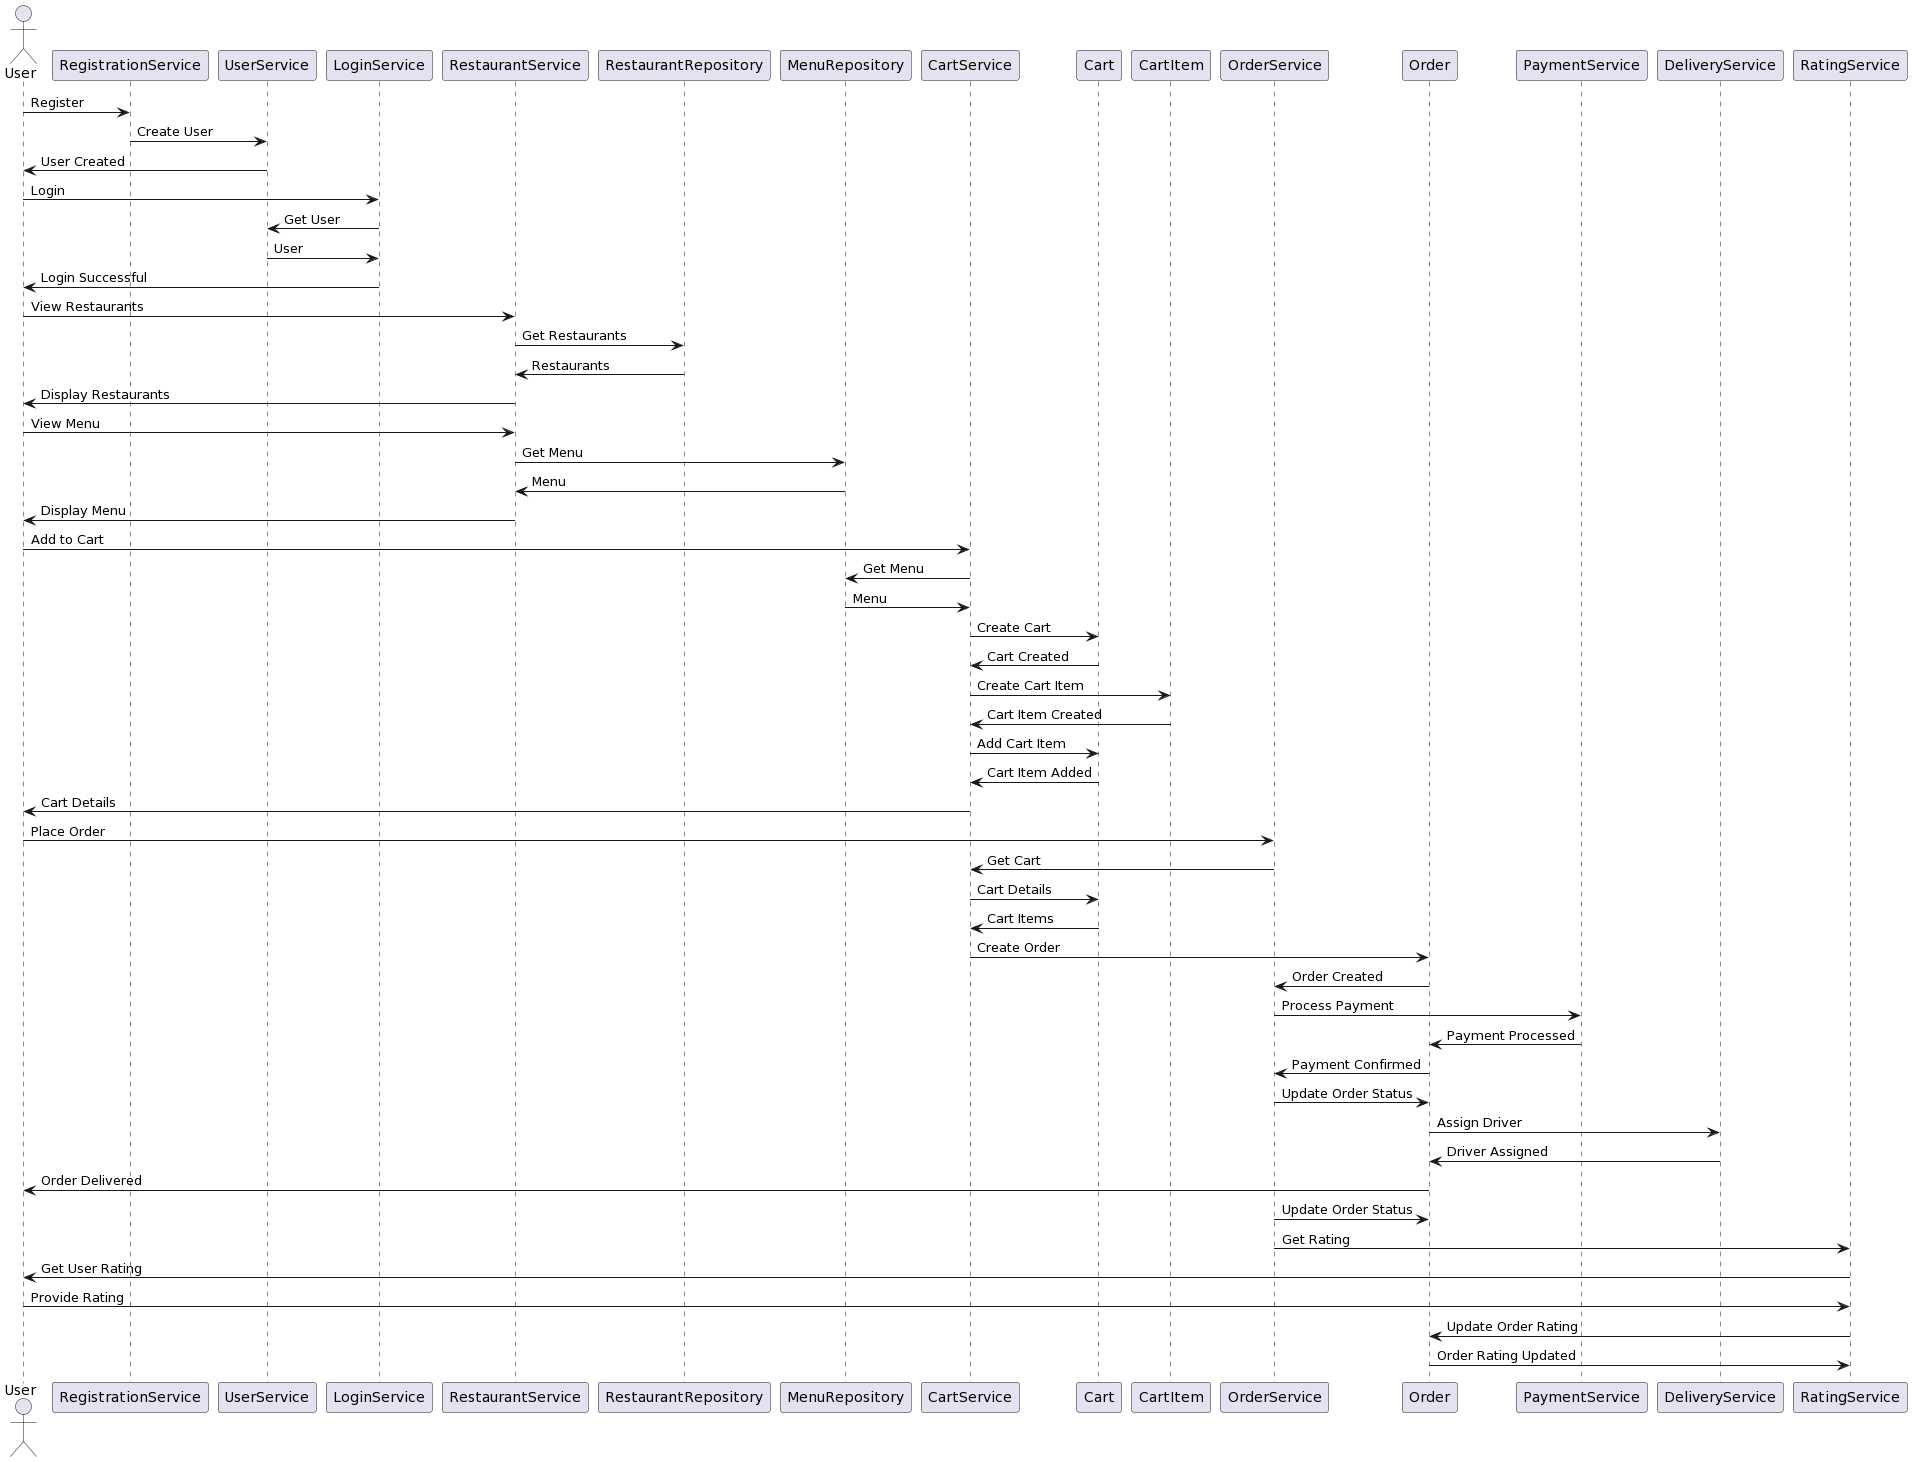 User
RegistrationService
UserService
LoginService
RestaurantService
RestaurantRepository
MenuRepository
CartService
Cart
CartItem
OrderService
Order
PaymentService
DeliveryService
RatingService
Register
Create User
User Created
Login
Get User
User
Login Successful
View Restaurants
Get Restaurants
Restaurants
Display Restaurants
View Menu
Get Menu
Menu
Display Menu
Add to Cart
Get Menu
Menu
Create Cart
Cart Created
Create Cart Item
Cart Item Created
Add Cart Item
Cart Item Added
Cart Details
Place Order
Get Cart
Cart Details
Cart Items
Create Order
Order Created
Process Payment
Payment Processed
Payment Confirmed
Update Order Status
Assign Driver
Driver Assigned
Order Delivered
Update Order Status
Get Rating
Get User Rating
Provide Rating
Update Order Rating
Order Rating Updated
User
RegistrationService
UserService
LoginService
RestaurantService
RestaurantRepository
MenuRepository
CartService
Cart
CartItem
OrderService
Order
PaymentService
DeliveryService
RatingService